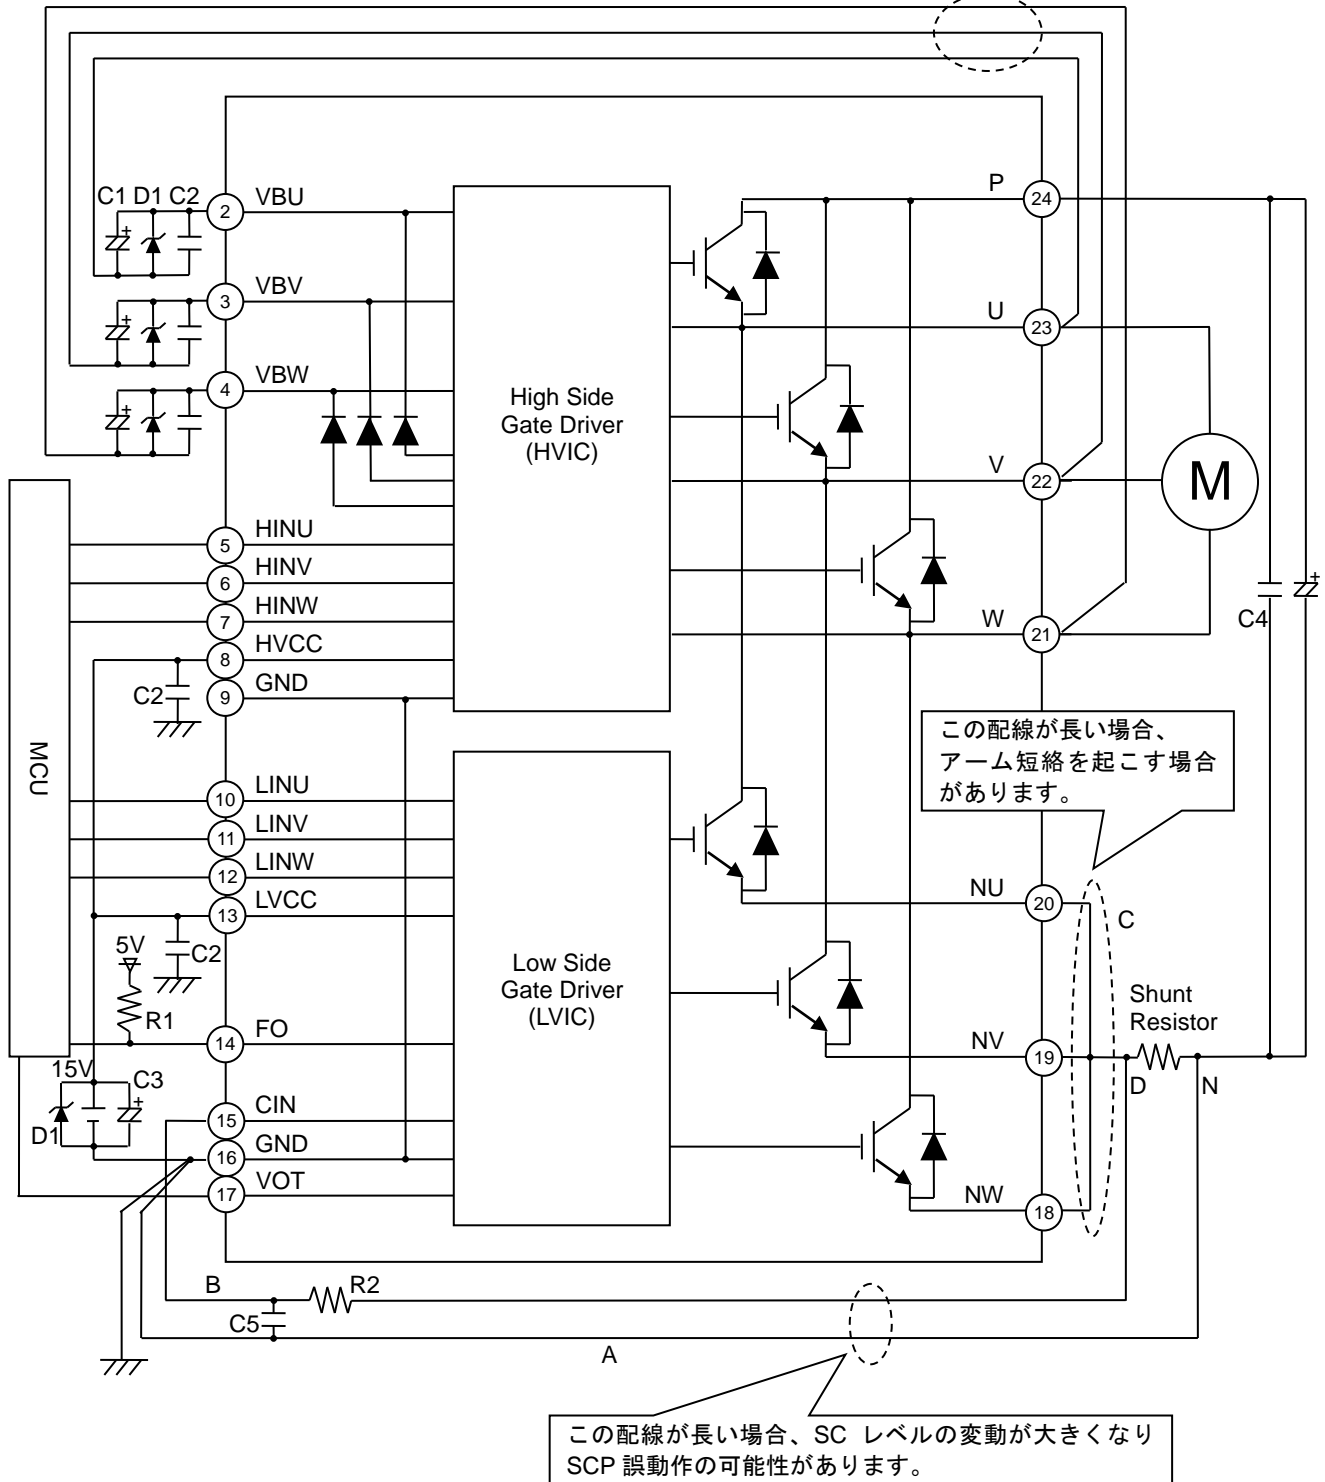 C1 D1 C2
2 VBU
P 24
3 VBV
U 23
4 VBW
High Side
Gate Driver
(HVIC)
V 22
M
MCU
5 HINU
6 HINV
7 HINW
8 HVCC
C2
9 GND
W 21
C4
+
この配線が長い場合、
アーム短絡を起こす場合
があります。
10 LINU
11 LINV
12 LINW
13 LVCC
C2
5V
R1
14 FO
Low Side
Gate Driver
(LVIC)
NU 20
C
Shunt
Resistor
NV 19
D
N
15V
C3
+
D1
15 CIN
16 GND
17 VOT
NW 18
B
R2
C5
A
この配線が長い場合、SC レベルの変動が大きくなり
SCP 誤動作の可能性があります。